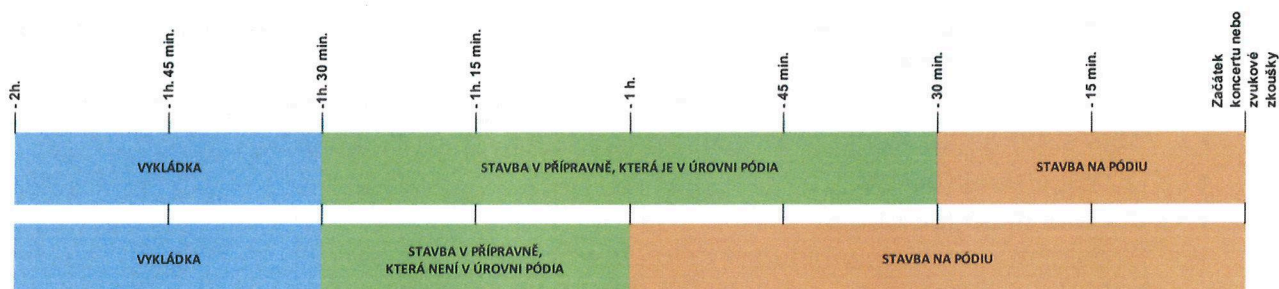 - 2h.
- 1h. 45 min.
-1h. 30 min.
- 1h. 15 min.
- 1 h.
- 45 min.
- 30 min.
- 15 min.
Začátek
koncertu nebo
zvukové
zkoušky
VYKLÁDKA
STAVBA V PŘÍPRAVNĚ, KTERÁ JE V ÚROVNI PÓDIA
STAVBA NA PÓDIU
VYKLÁDKA
STAVBA V PŘÍPRAVNĚ,
KTERÁ NENÍ V ÚROVNI PÓDIA
STAVBA NA PÓDIU